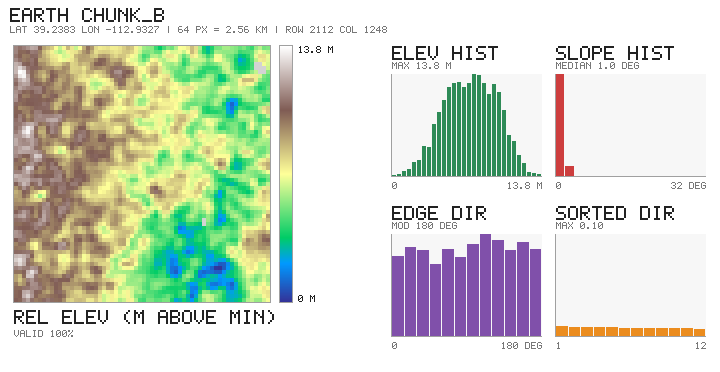 EARTH CHUNK_B
LAT 39.2383 LON -112.9327 | 64 PX = 2.56 KM | ROW 2112 COL 1248
13.8 M
0 M
REL ELEV (M ABOVE MIN)
VALID 100%
ELEV HIST
MAX 13.8 M
0 13.8 M
SLOPE HIST
MEDIAN 1.0 DEG
0 32 DEG
EDGE DIR
MOD 180 DEG
0 180 DEG
SORTED DIR
MAX 0.10
1 12